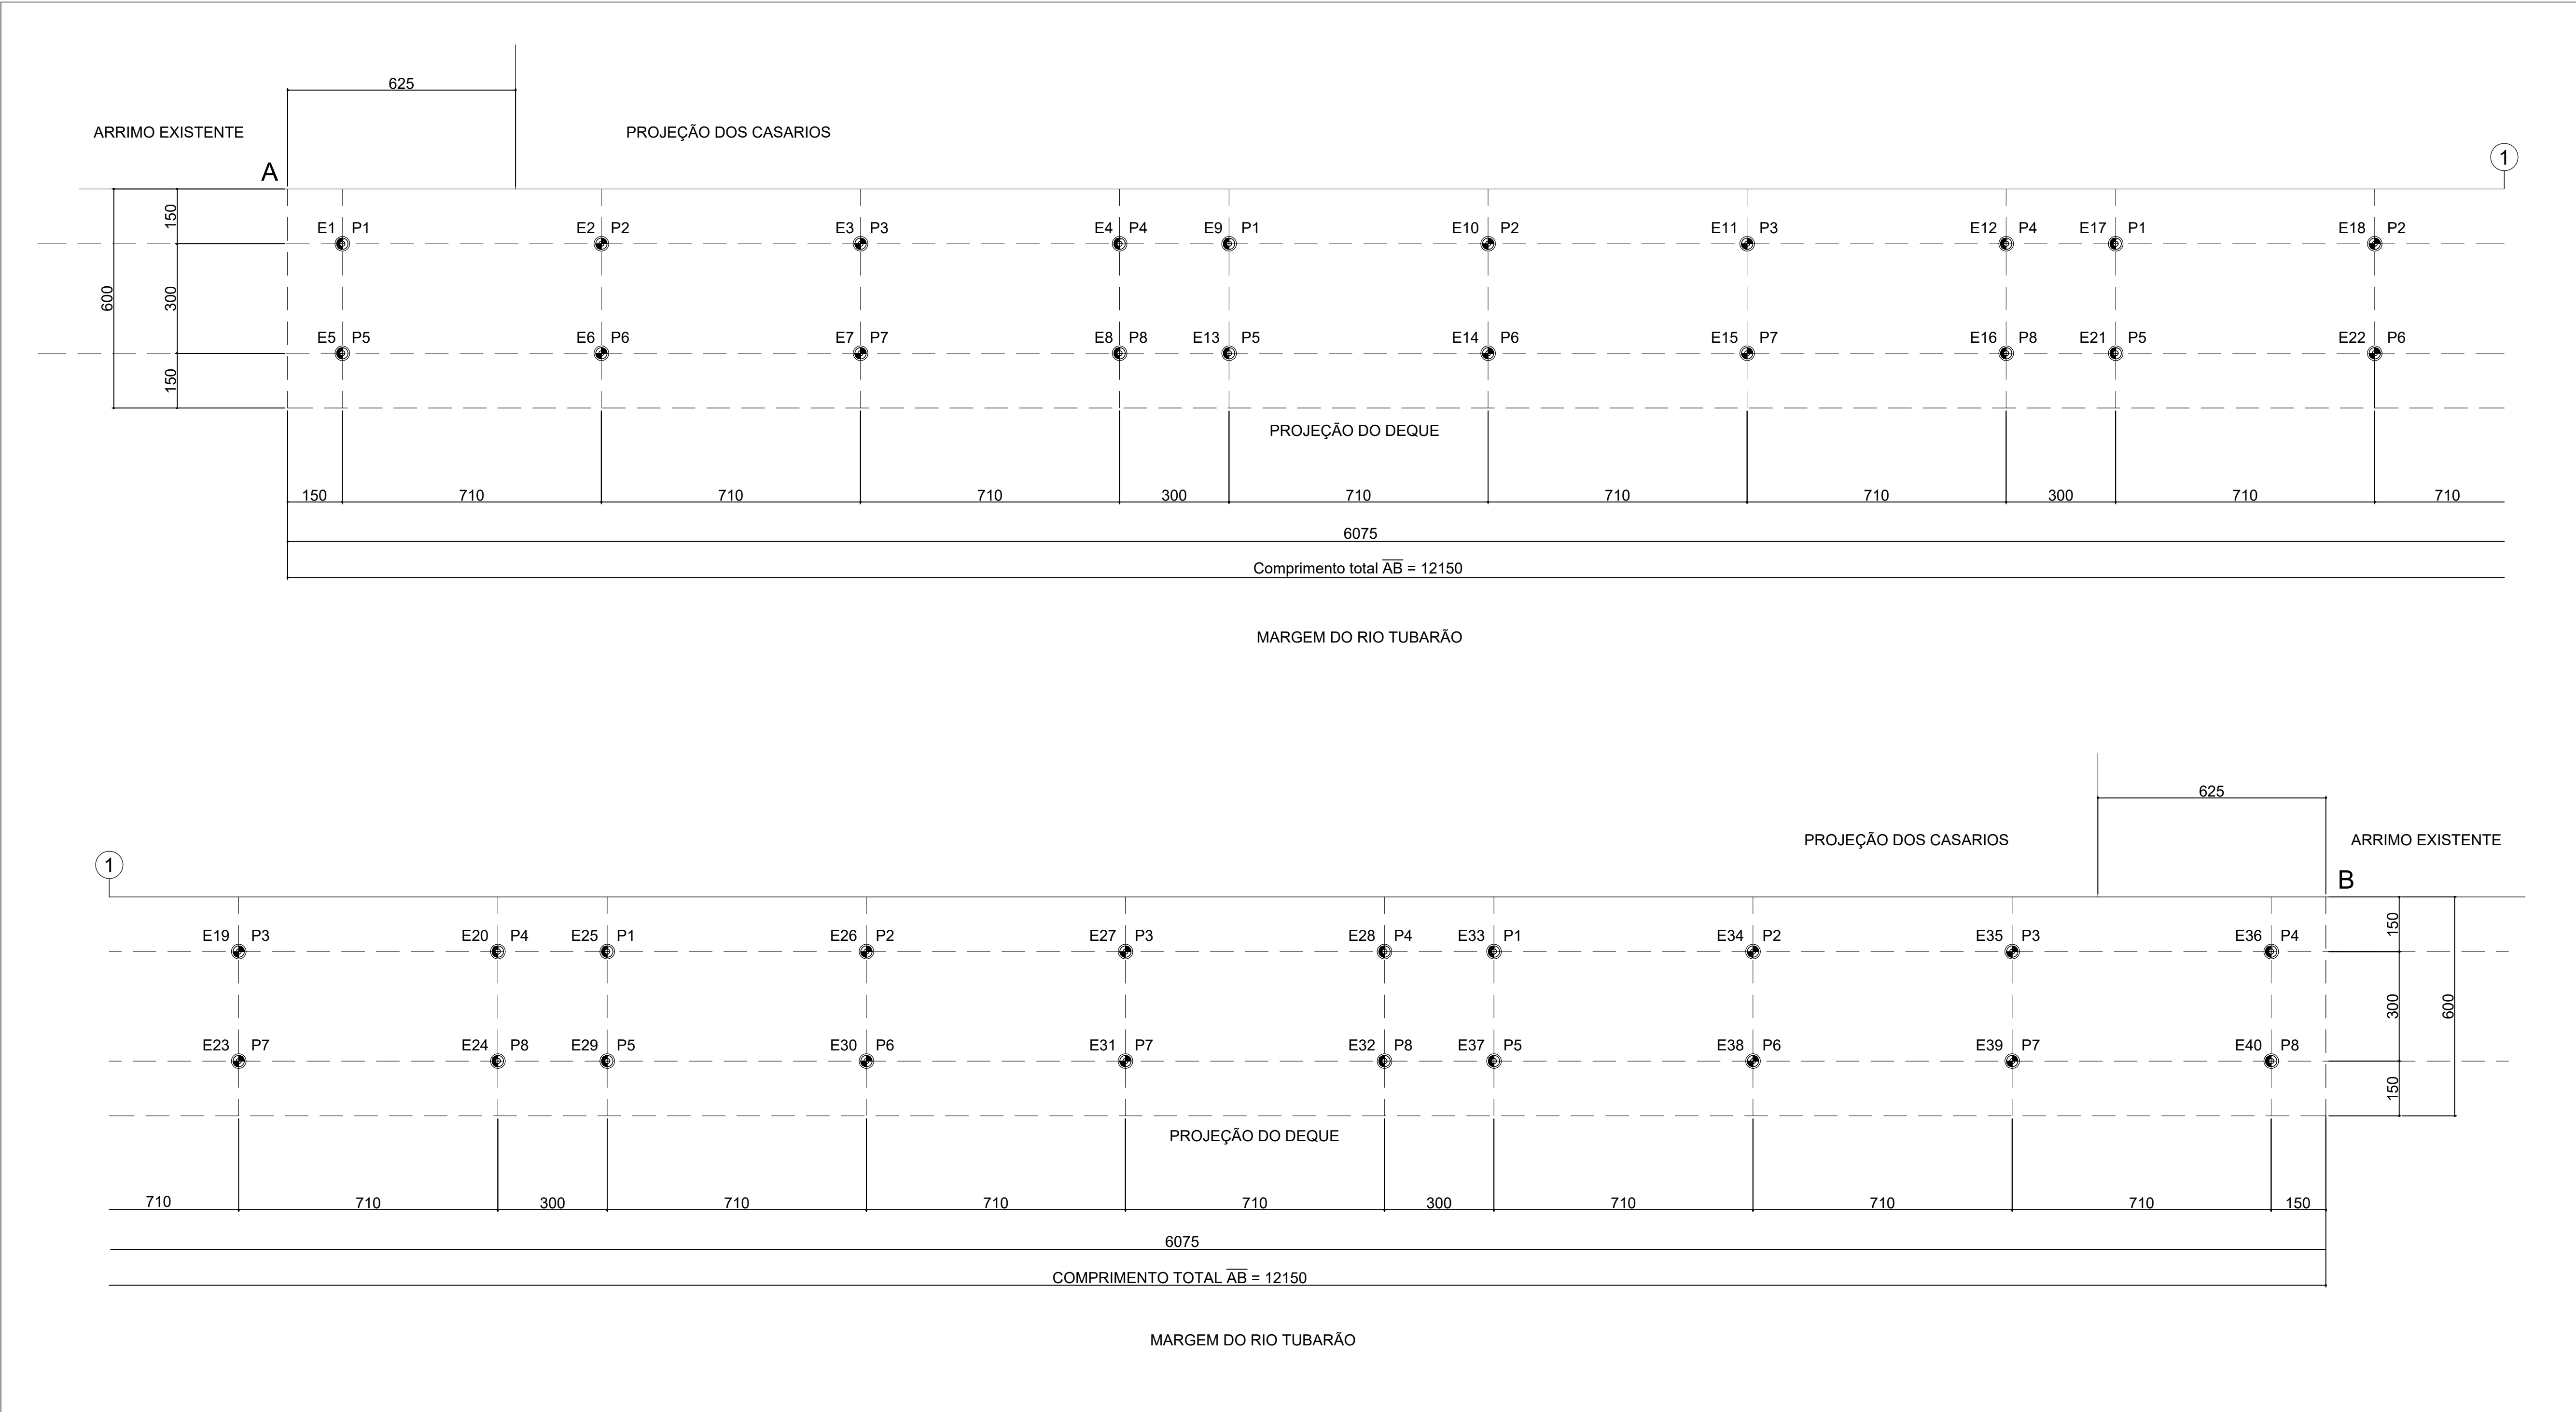 625
ARRIMO EXISTENTE
PROJEÇÃO DOS CASARIOS
A
1
150
300
150
600
E1 P1
E2 P2
E3 P3
E4 P4
E9 P1
E10 P2
E11 P3
E12 P4
E17 P1
E18 P2
E5 P5
E6 P6
E7 P7
E8 P8
E13 P5
E14 P6
E15 P7
E16 P8
E21 P5
E22 P6
PROJEÇÃO DO DEQUE
150 710 710 710 300 710 710 710 300 710 710
6075
Comprimento total AB = 12150
MARGEM DO RIO TUBARÃO
625
PROJEÇÃO DOS CASARIOS
ARRIMO EXISTENTE
1
B
E19 P3
E20 P4
E25 P1
E26 P2
E27 P3
E28 P4
E33 P1
E34 P2
E35 P3
E36 P4
150
300
150
600
E23 P7
E24 P8
E29 P5
E30 P6
E31 P7
E32 P8
E37 P5
E38 P6
E39 P7
E40 P8
PROJEÇÃO DO DEQUE
710 710 300 710 710 710 300 710 710 710 150
6075
COMPRIMENTO TOTAL AB = 12150
MARGEM DO RIO TUBARÃO